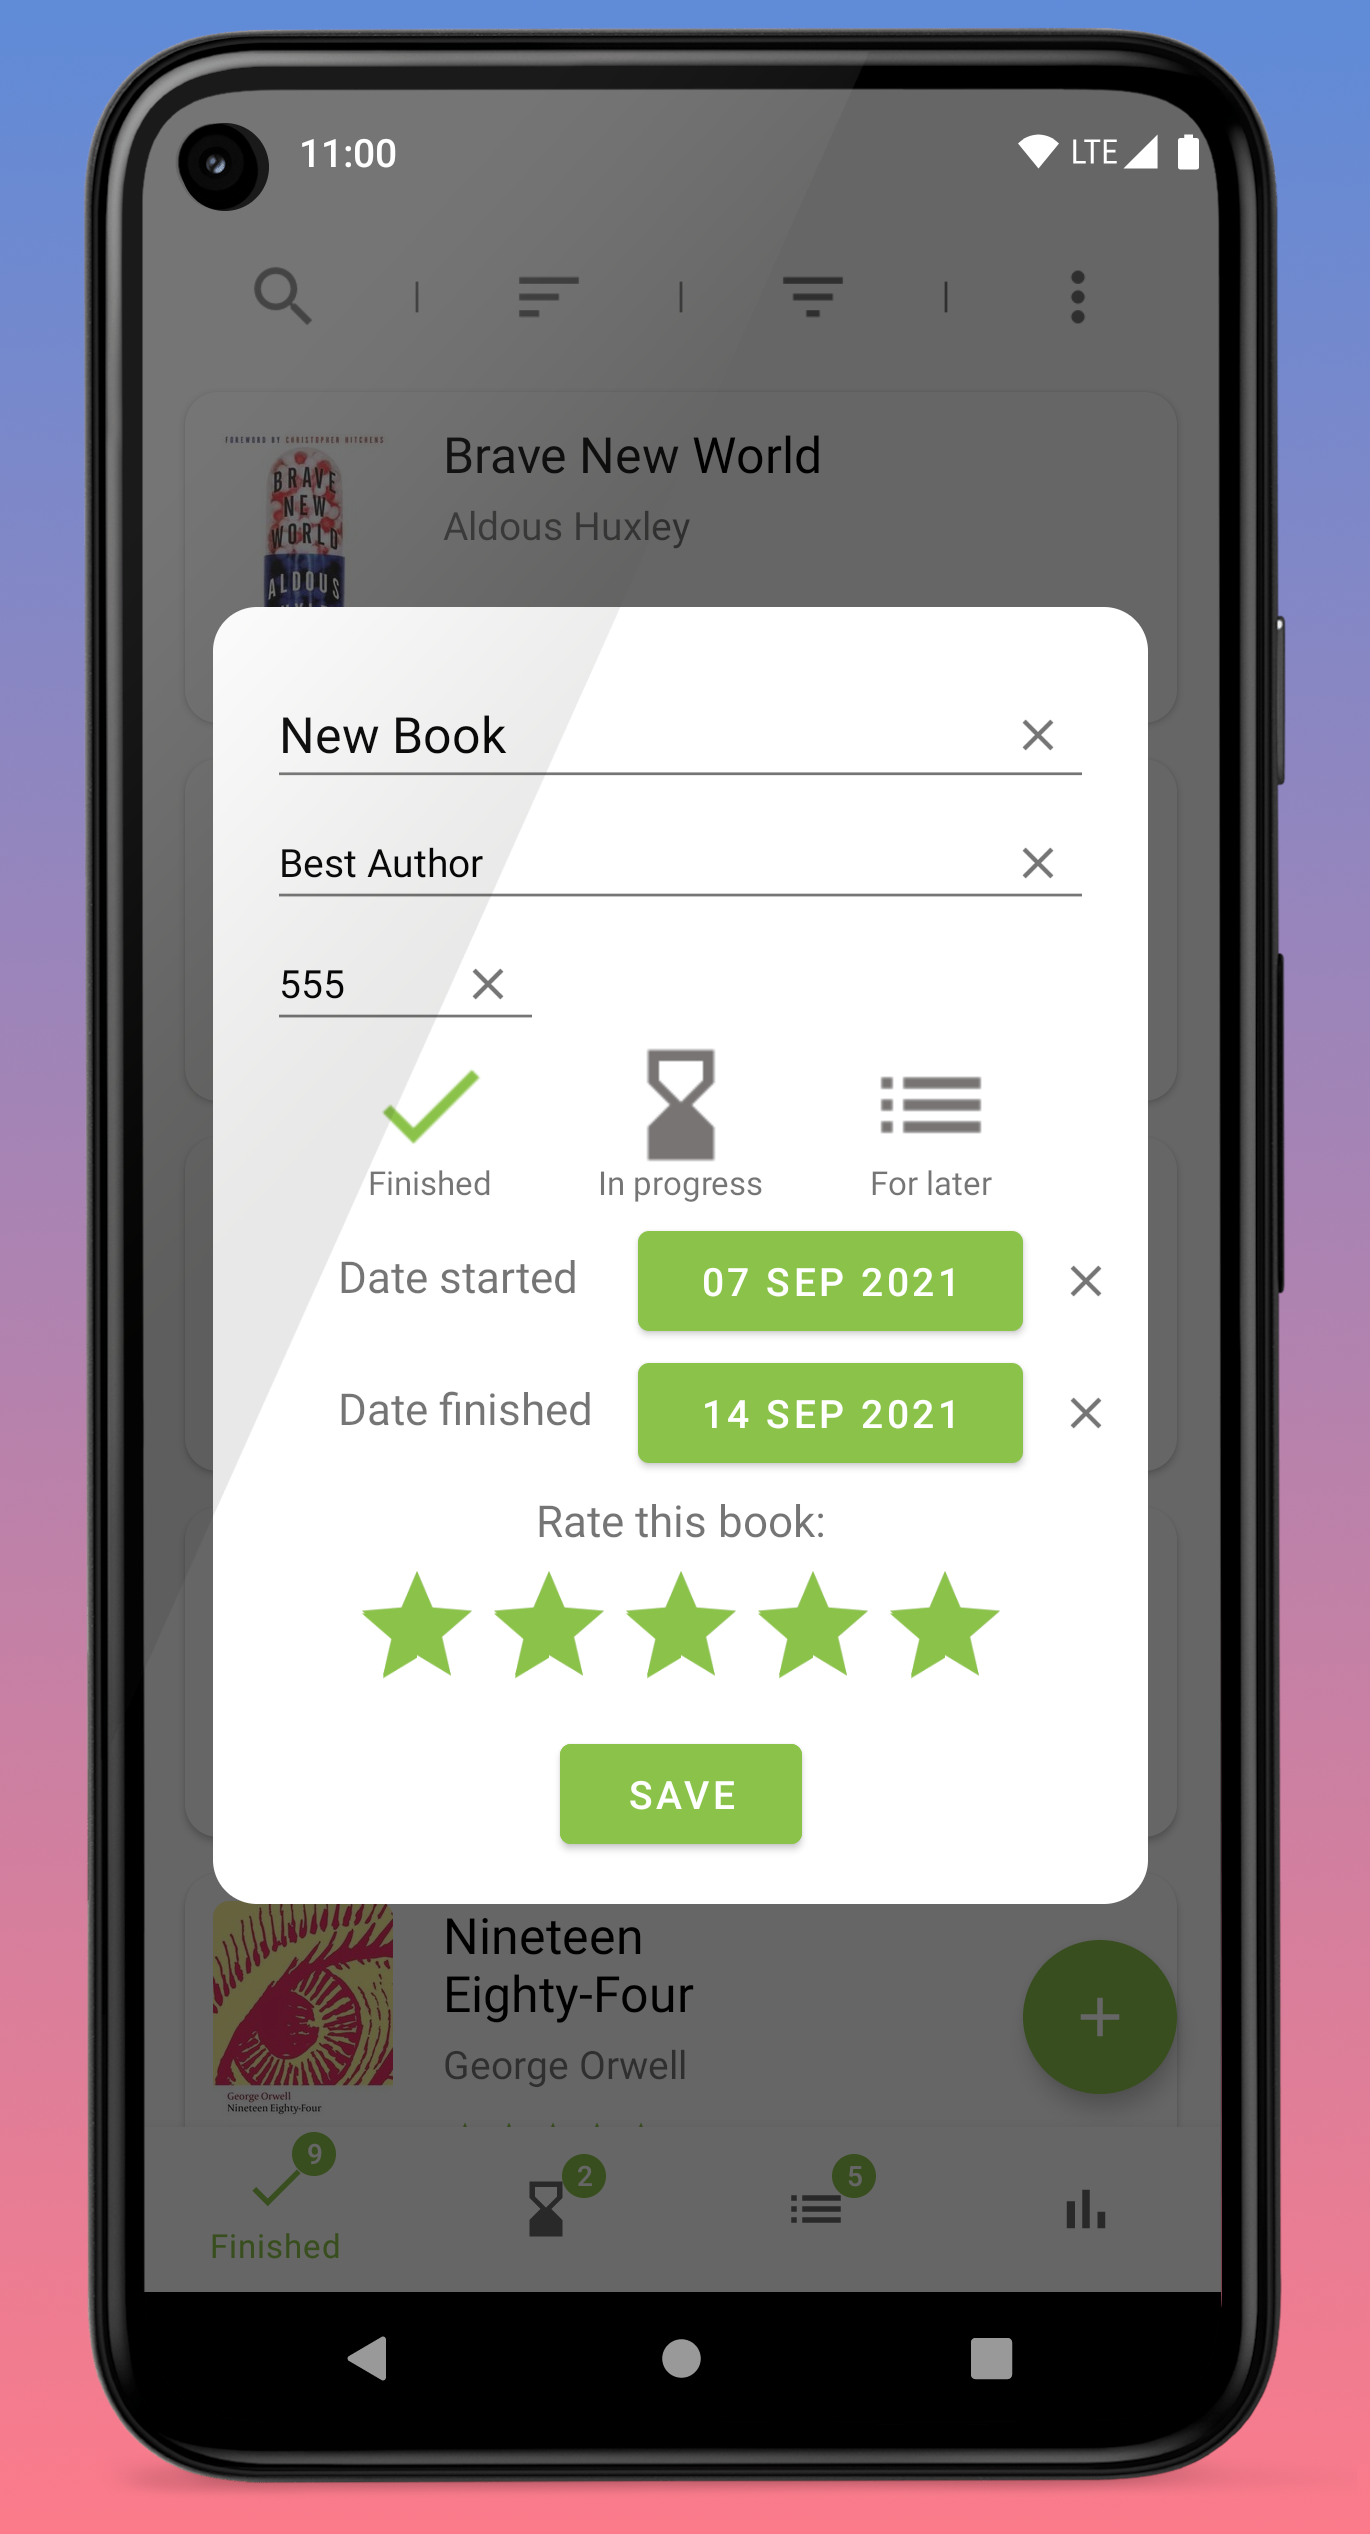 11:00 LTE
FOREWORD BY CHRISTOPHER HITCHENS
BRAVE
NEW
WORLD
ALDOUS
Brave New World
Aldous Huxley
New Book
Best Author
555
Finished In progress For later
Date started 07 SEP 2021
Date finished 14 SEP 2021
Rate this book:
SAVE
Nineteen
Eighty-Four
George Orwell
George Orwell
Nineteen Eighty-Four
9 2 5
Finished